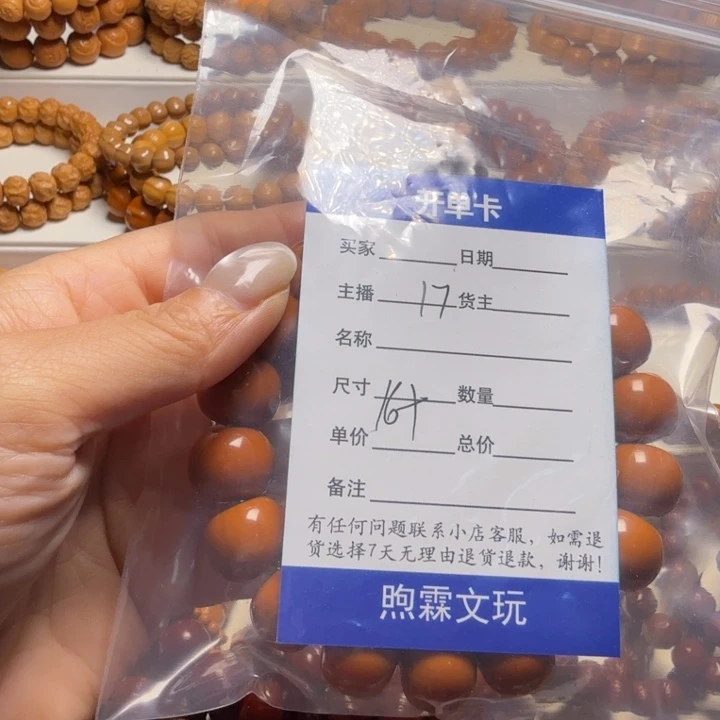 开单卡
买家 日期
主播 17 货主
名称
尺寸 数量
单价 总价
备注
有任何问题联系小店客服，如需退
货选择7天无理由退货退款，谢谢！
煦霖文玩